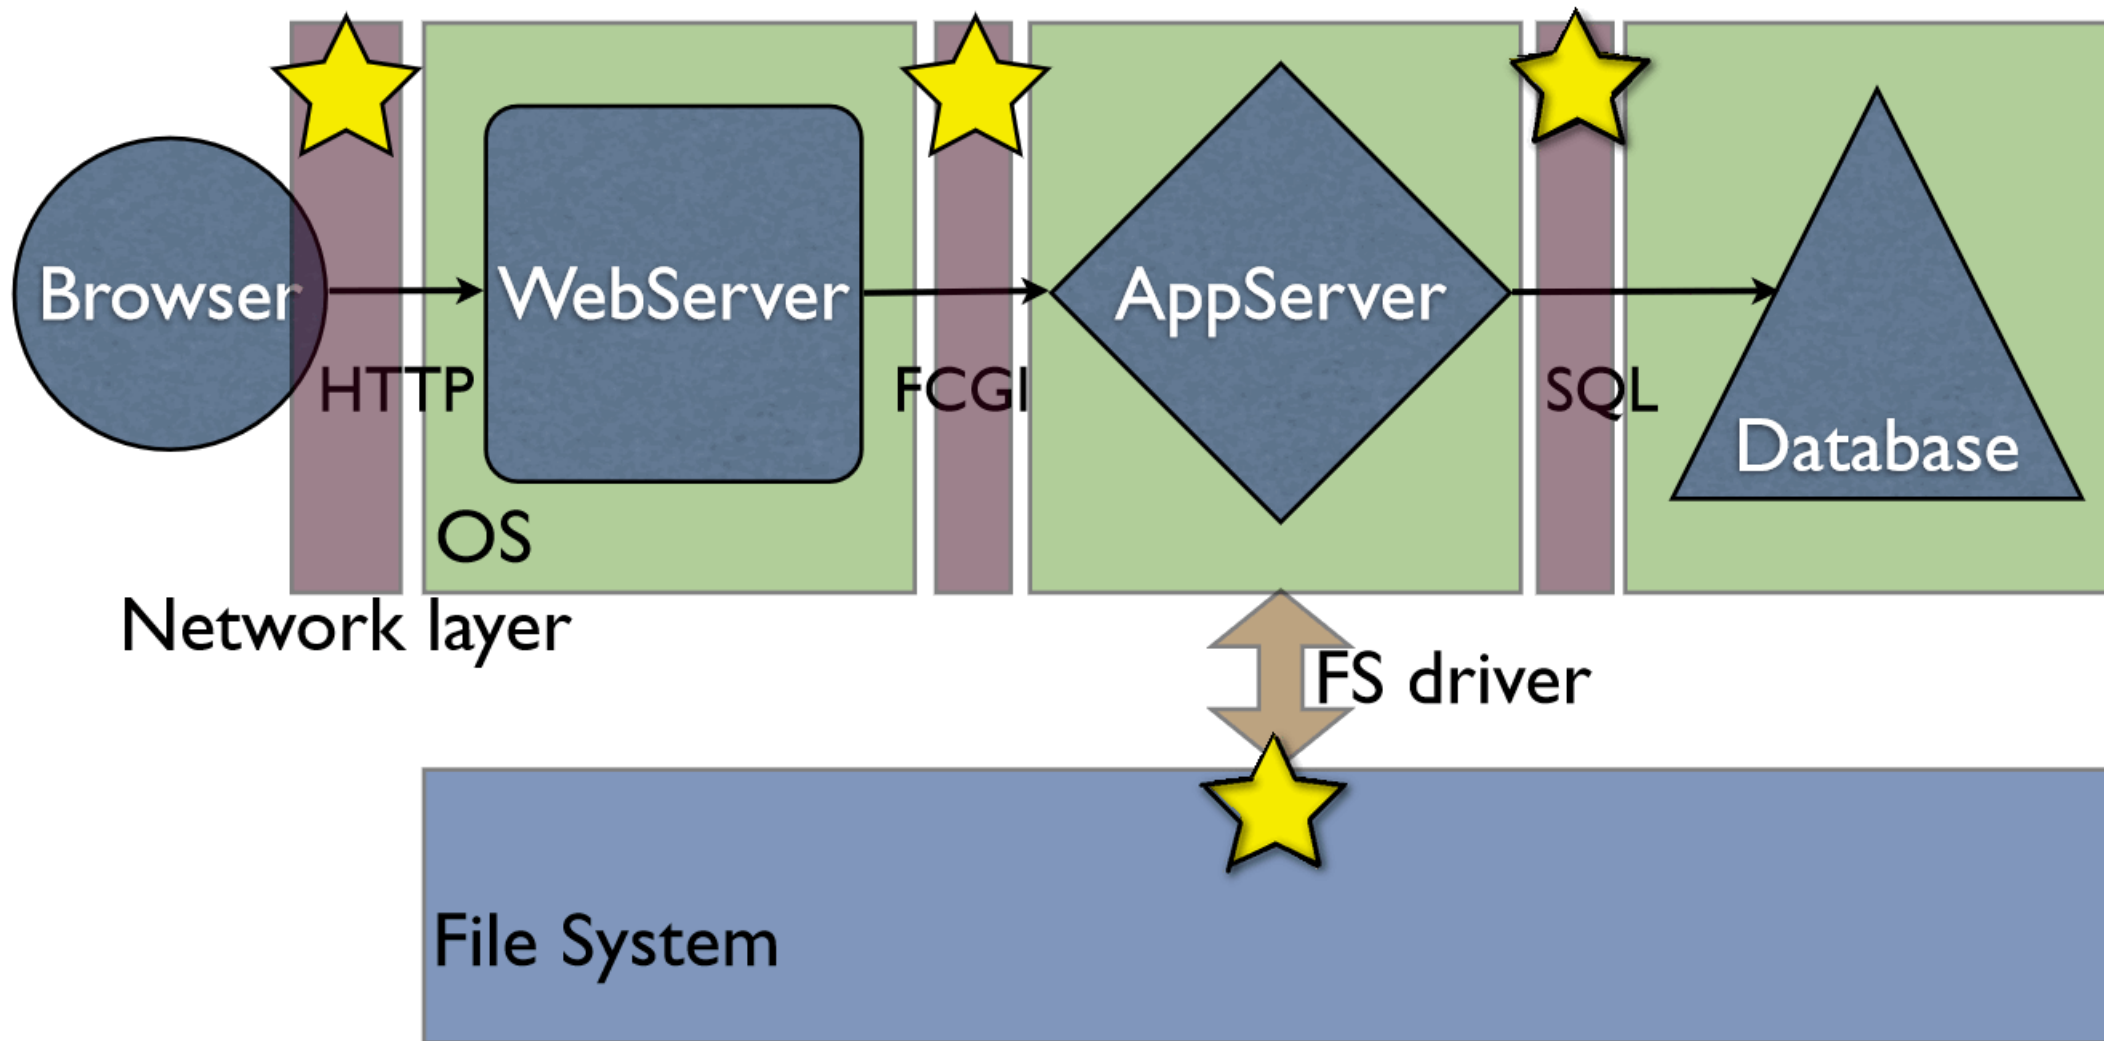 Browser
WebServer
AppServer
HTTP
FCGI
SQL
Database
OS
Network layer
FS driver
File System